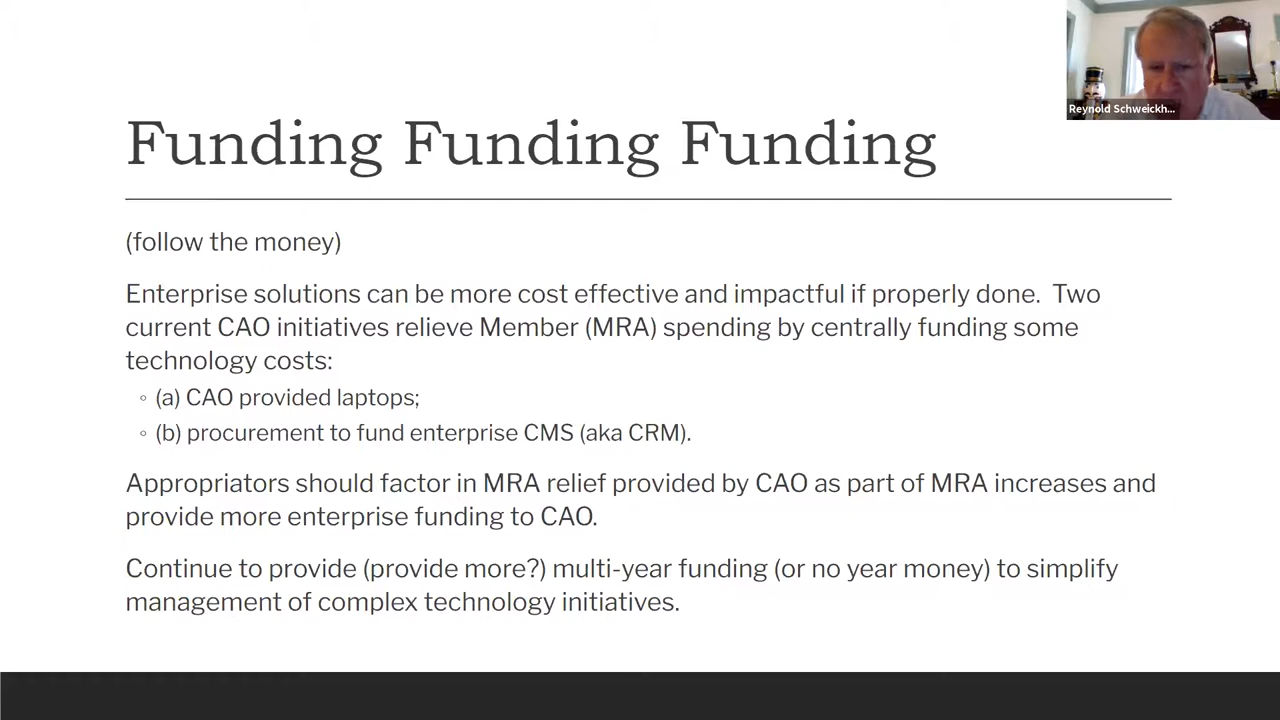 Reynold Schweickh...
Funding Funding Funding
(follow the money)
Enterprise solutions can be more cost effective and impactful if properly done.  Two
current CAO initiatives relieve Member (MRA) spending by centrally funding some
technology costs:
◦ (a) CAO provided laptops;
◦ (b) procurement to fund enterprise CMS (aka CRM).
Appropriators should factor in MRA relief provided by CAO as part of MRA increases and
provide more enterprise funding to CAO.
Continue to provide (provide more?) multi-year funding (or no year money) to simplify
management of complex technology initiatives.